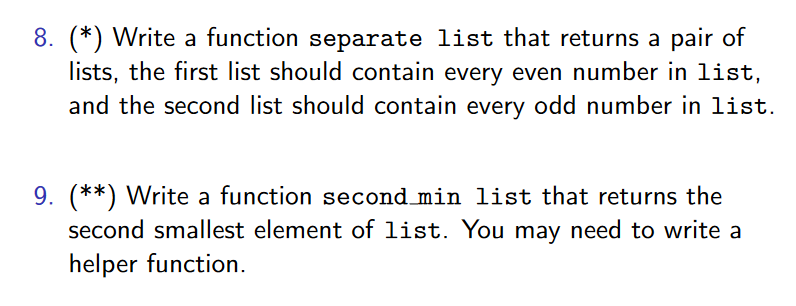 8. (*) Write a function separate list that returns a pair of
lists, the first list should contain every even number in list,
and the second list should contain every odd number in list.
9. (**) Write a function second_min list that returns the
second smallest element of list. You may need to write a
helper function.